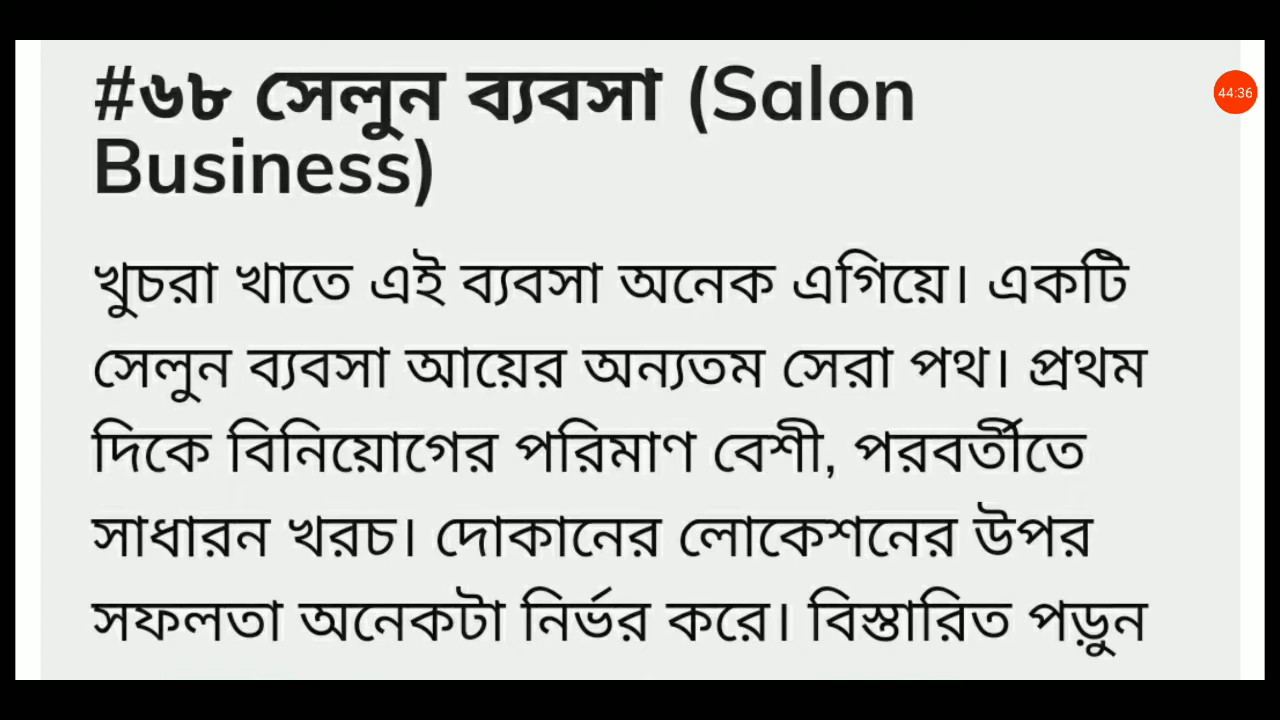 #৬৮ সেলুন ব্যবসা (Salon
Business)
44:36
খুচরা খাতে এই ব্যবসা অনেক এগিয়ে। একটি
সেলুন ব্যবসা আয়ের অন্যতম সেরা পথ। প্রথম
দিকে বিনিয়োগের পরিমাণ বেশী, পরবর্তীতে
সাধারন খরচ। দোকানের লোকেশনের উপর
সফলতা অনেকটা নির্ভর করে। বিস্তারিত পড়ুন